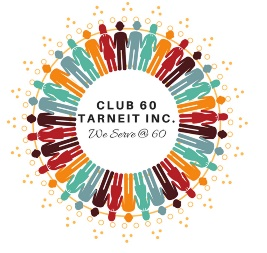 CLUB 60
TARNEIT INC.
We Serve @ 60